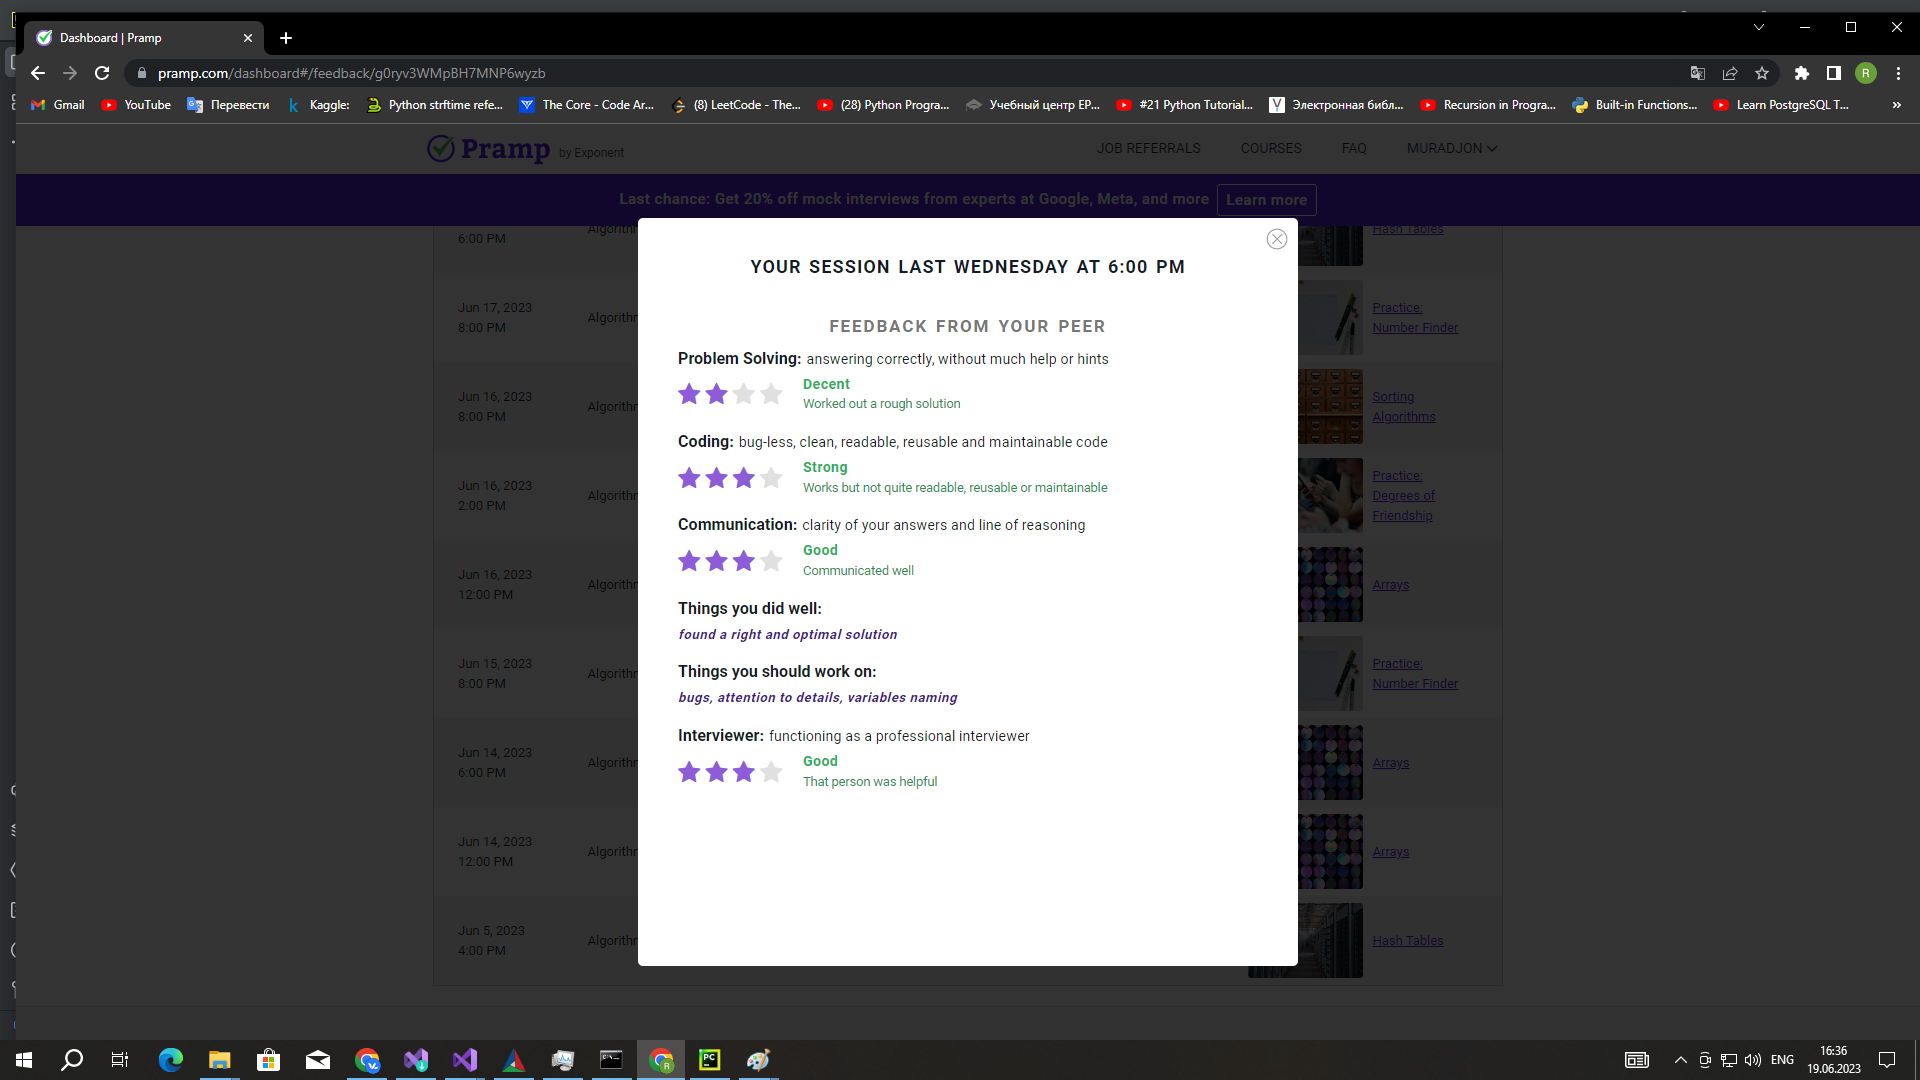 Dashboard | Pramp
pramp.com/dashboard#/feedback/g0ryv3WMpBH7MNP6wyzb
R
Gmail
YouTube
Перевести
Kaggle:
Python strftime refe...
The Core - Code Ar...
(8) LeetCode - The...
(28) Python Progra...
Учебный центр EP...
#21 Python Tutorial...
Электронная библ...
Recursion in Progra...
Built-in Functions...
Learn PostgreSQL T...
»
Pramp by Exponent
JOB REFERRALS
COURSES
FAQ
MURADJON
Last chance: Get 20% off mock interviews from experts at Google, Meta, and more Learn more
6:00 PM
Algorithm
Hash Tables
Jun 17, 2023
8:00 PM
Algorithm
Practice:
Number Finder
Jun 16, 2023
8:00 PM
Algorithm
Sorting
Algorithms
Jun 16, 2023
2:00 PM
Algorithm
Practice:
Degrees of
Friendship
Jun 16, 2023
12:00 PM
Algorithm
Arrays
Jun 15, 2023
8:00 PM
Algorithm
Practice:
Number Finder
Jun 14, 2023
6:00 PM
Algorithm
Arrays
Jun 14, 2023
12:00 PM
Algorithm
Arrays
Jun 5, 2023
4:00 PM
Algorithm
Hash Tables
YOUR SESSION LAST WEDNESDAY AT 6:00 PM
FEEDBACK FROM YOUR PEER
Problem Solving: answering correctly, without much help or hints
Decent
Worked out a rough solution
Coding: bug-less, clean, readable, reusable and maintainable code
Strong
Works but not quite readable, reusable or maintainable
Communication: clarity of your answers and line of reasoning
Good
Communicated well
Things you did well:
found a right and optimal solution
Things you should work on:
bugs, attention to details, variables naming
Interviewer: functioning as a professional interviewer
Good
That person was helpful
PC
ENG
16:36
19.06.2023